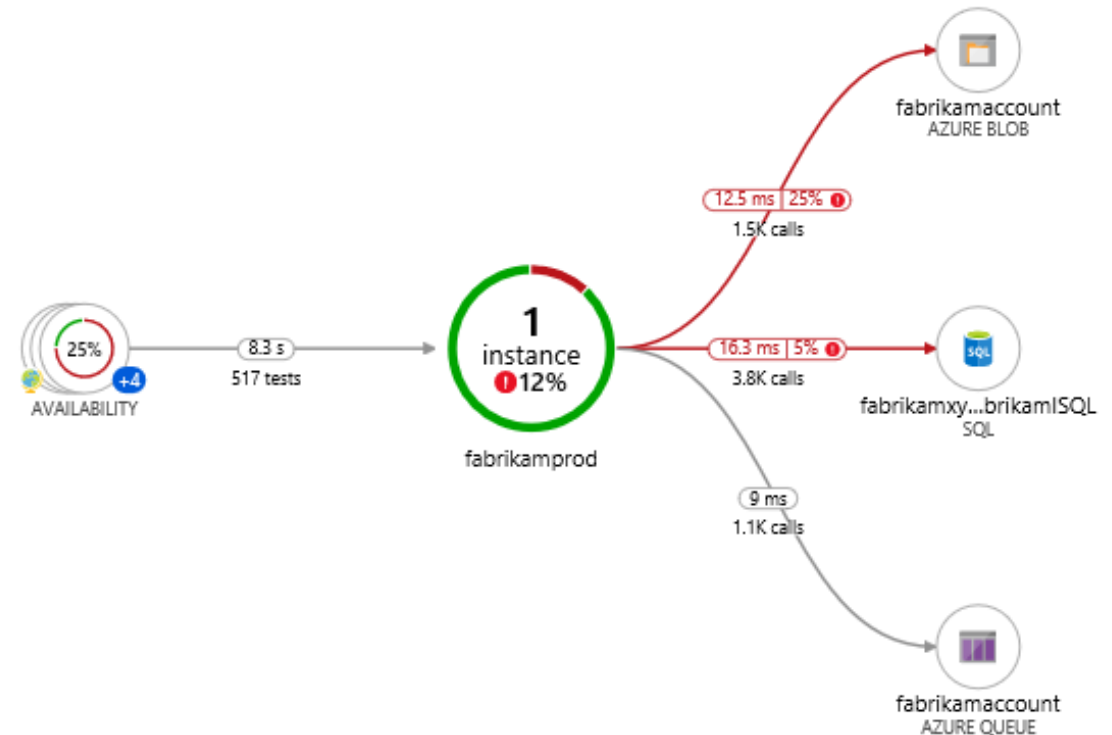 fabrikamaccount
AZURE BLOB
12.5 ms | 25%
1.5K calls
25%
+4
AVAILABILITY
8.3 s
517 tests
1
instance
12%
fabrikamprod
16.3 ms | 5%
3.8K calls
SQL
fabrikamxy...brikamISQL
SQL
9 ms
1.1K calls
fabrikamaccount
AZURE QUEUE